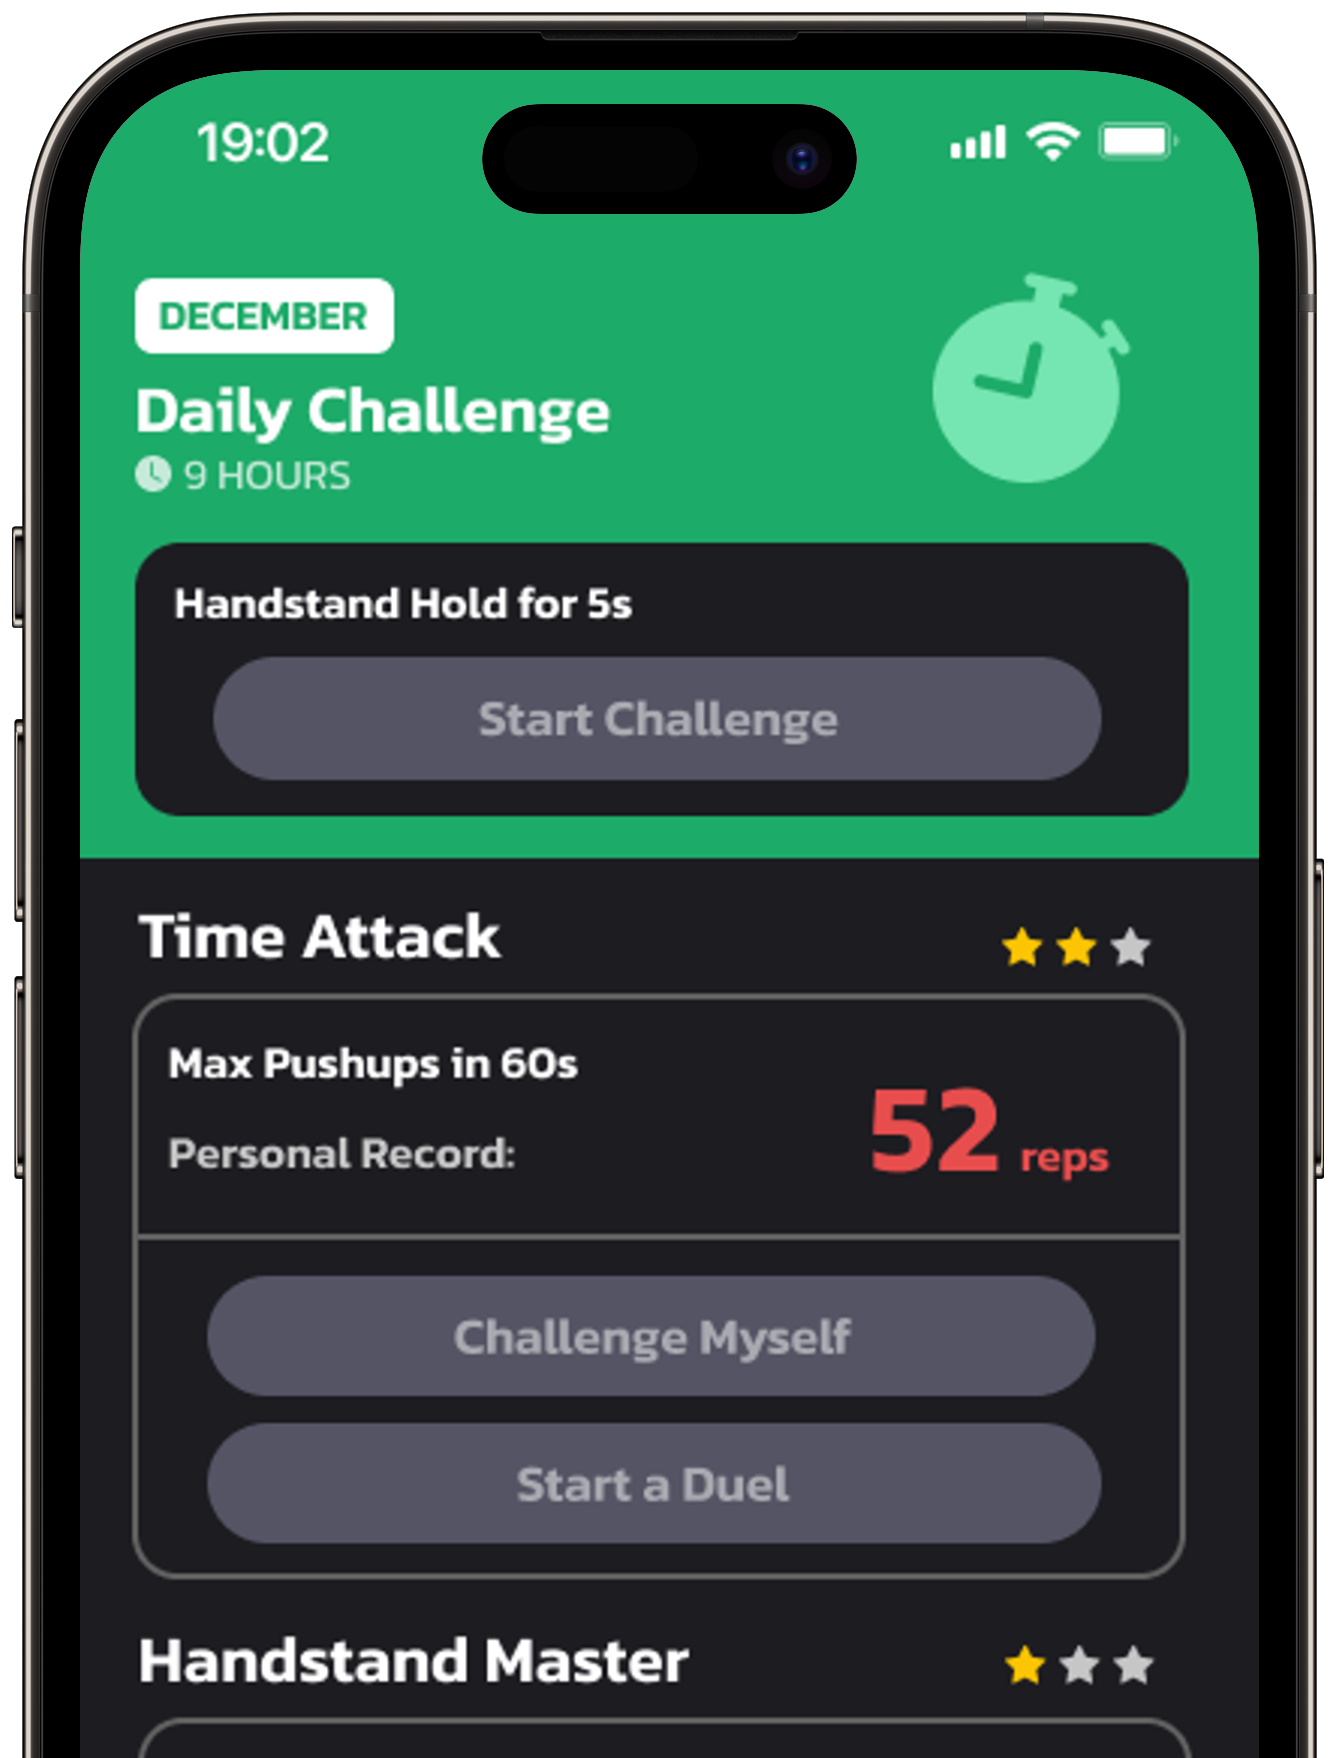 19:02
DECEMBER
Daily Challenge
9 HOURS
Handstand Hold for 5s
Start Challenge
Time Attack
Max Pushups in 60s
Personal Record:
52 reps
Challenge Myself
Start a Duel
Handstand Master